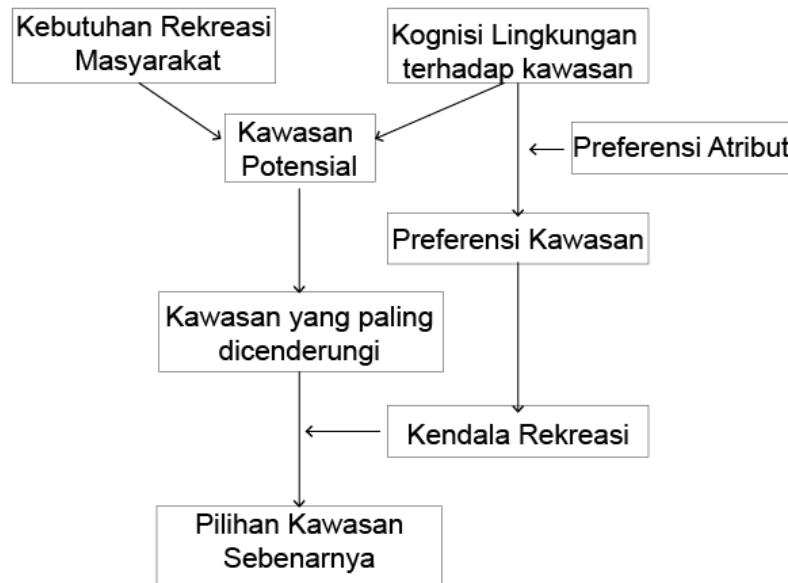 Kebutuhan Rekreasi
Masyarakat
Kognisi Lingkungan
terhadap kawasan
Kawasan
Potensial
Preferensi Atribut
Preferensi Kawasan
Kawasan yang paling
dicenderungi
Kendala Rekreasi
Pilihan Kawasan
Sebenarnya